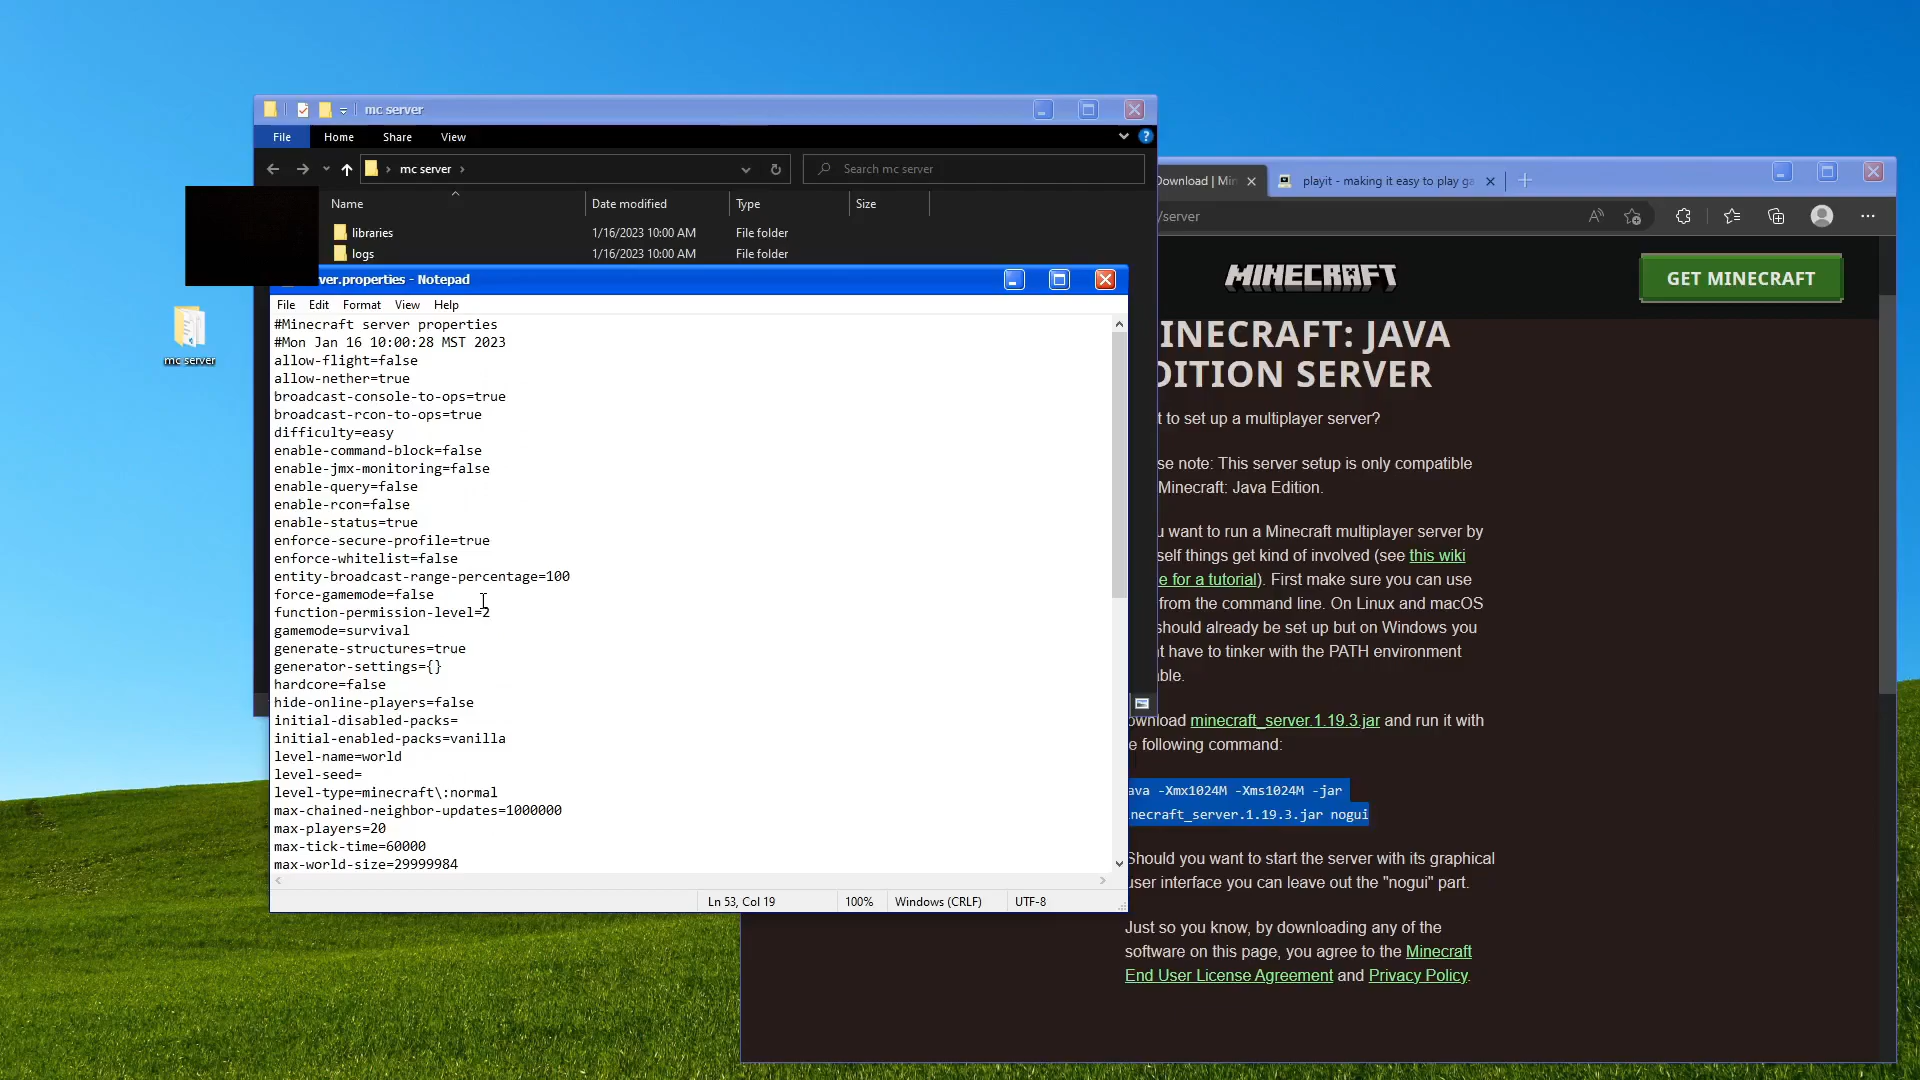 mc server
File Home Share View
mc server
Search mc server
Name Date modified Type Size
libraries 1/16/2023 10:00 AM File folder
logs 1/16/2023 10:00 AM File folder
mc server
ver.properties - Notepad
File Edit Format View Help
#Minecraft server properties
#Mon Jan 16 10:00:28 MST 2023
allow-flight=false
allow-nether=true
broadcast-console-to-ops=true
broadcast-rcon-to-ops=true
difficulty=easy
enable-command-block=false
enable-jmx-monitoring=false
enable-query=false
enable-rcon=false
enable-status=true
enforce-secure-profile=true
enforce-whitelist=false
entity-broadcast-range-percentage=100
force-gamemode=false
function-permission-level=2
gamemode=survival
generate-structures=true
generator-settings={}
hardcore=false
hide-online-players=false
initial-disabled-packs=
initial-enabled-packs=vanilla
level-name=world
level-seed=
level-type=minecraft\:normal
max-chained-neighbor-updates=1000000
max-players=20
max-tick-time=60000
max-world-size=29999984
Ln 53, Col 19 100% Windows (CRLF) UTF-8
Download | Min
playit - making it easy to play ga
/server
MINECRAFT
GET MINECRAFT
INECRAFT: JAVA
DITION SERVER
t to set up a multiplayer server?
se note: This server setup is only compatible
Minecraft: Java Edition.
u want to run a Minecraft multiplayer server by
self things get kind of involved (see this wiki
e for a tutorial). First make sure you can use
from the command line. On Linux and macOS
should already be set up but on Windows you
t have to tinker with the PATH environment
able.
ownload minecraft_server.1.19.3.jar and run it with
e following command:
ava -Xmx1024M -Xms1024M -jar
necraft_server.1.19.3.jar nogui
Should you want to start the server with its graphical
user interface you can leave out the "nogui" part.
Just so you know, by downloading any of the
software on this page, you agree to the Minecraft
End User License Agreement and Privacy Policy.